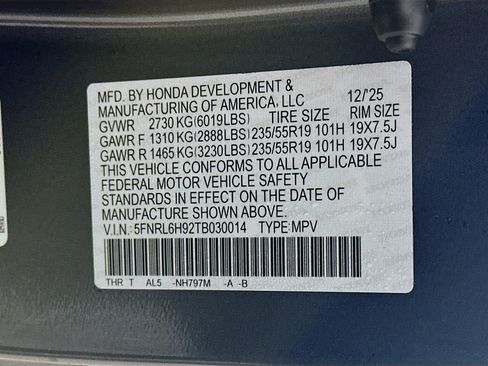 MFD. BY HONDA DEVELOPMENT &
MANUFACTURING OF AMERICA, LLC 12/'25
GVWR 2730 KG (6019LBS) TIRE SIZE RIM SIZE
GAWR F 1310 KG (2888LBS) 235/55R19 101H 19X7.5J
GAWR R 1465 KG (3230LBS) 235/55R19 101H 19X7.5J
THIS VEHICLE CONFORMS TO ALL APPLICABLE
FEDERAL MOTOR VEHICLE SAFETY
STANDARDS IN EFFECT ON THE DATE OF
MANUFACTURE SHOWN ABOVE.
V.I.N.: 5FNRL6H92TB030014 TYPE:MPV
THR T AL5 -NH797M -A -B